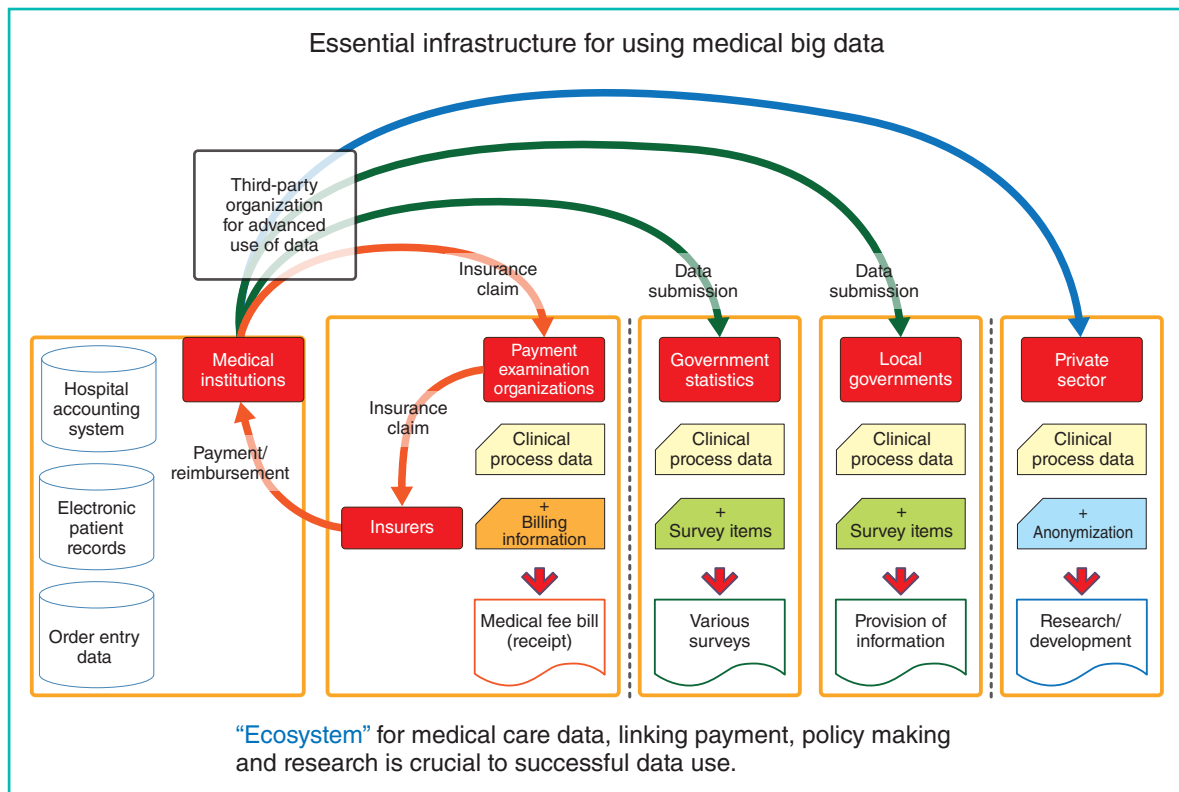 Essential infrastructure for using medical big data
Third-party
organization
for advanced
use of data
Insurance
claim
Data
submission
Data
submission
Medical
institutions
Hospital
accounting
system
Electronic
patient
records
Order entry
data
Payment/
reimbursement
Insurance
claim
Insurers
Payment
examination
organizations
Clinical
process data
+
Billing
information
Medical fee bill
(receipt)
Government
statistics
Clinical
process data
+
Survey items
Various
surveys
Local
governments
Clinical
process data
+
Survey items
Provision of
information
Private
sector
Clinical
process data
+
Anonymization
Research/
development
“Ecosystem” for medical care data, linking payment, policy making
and research is crucial to successful data use.